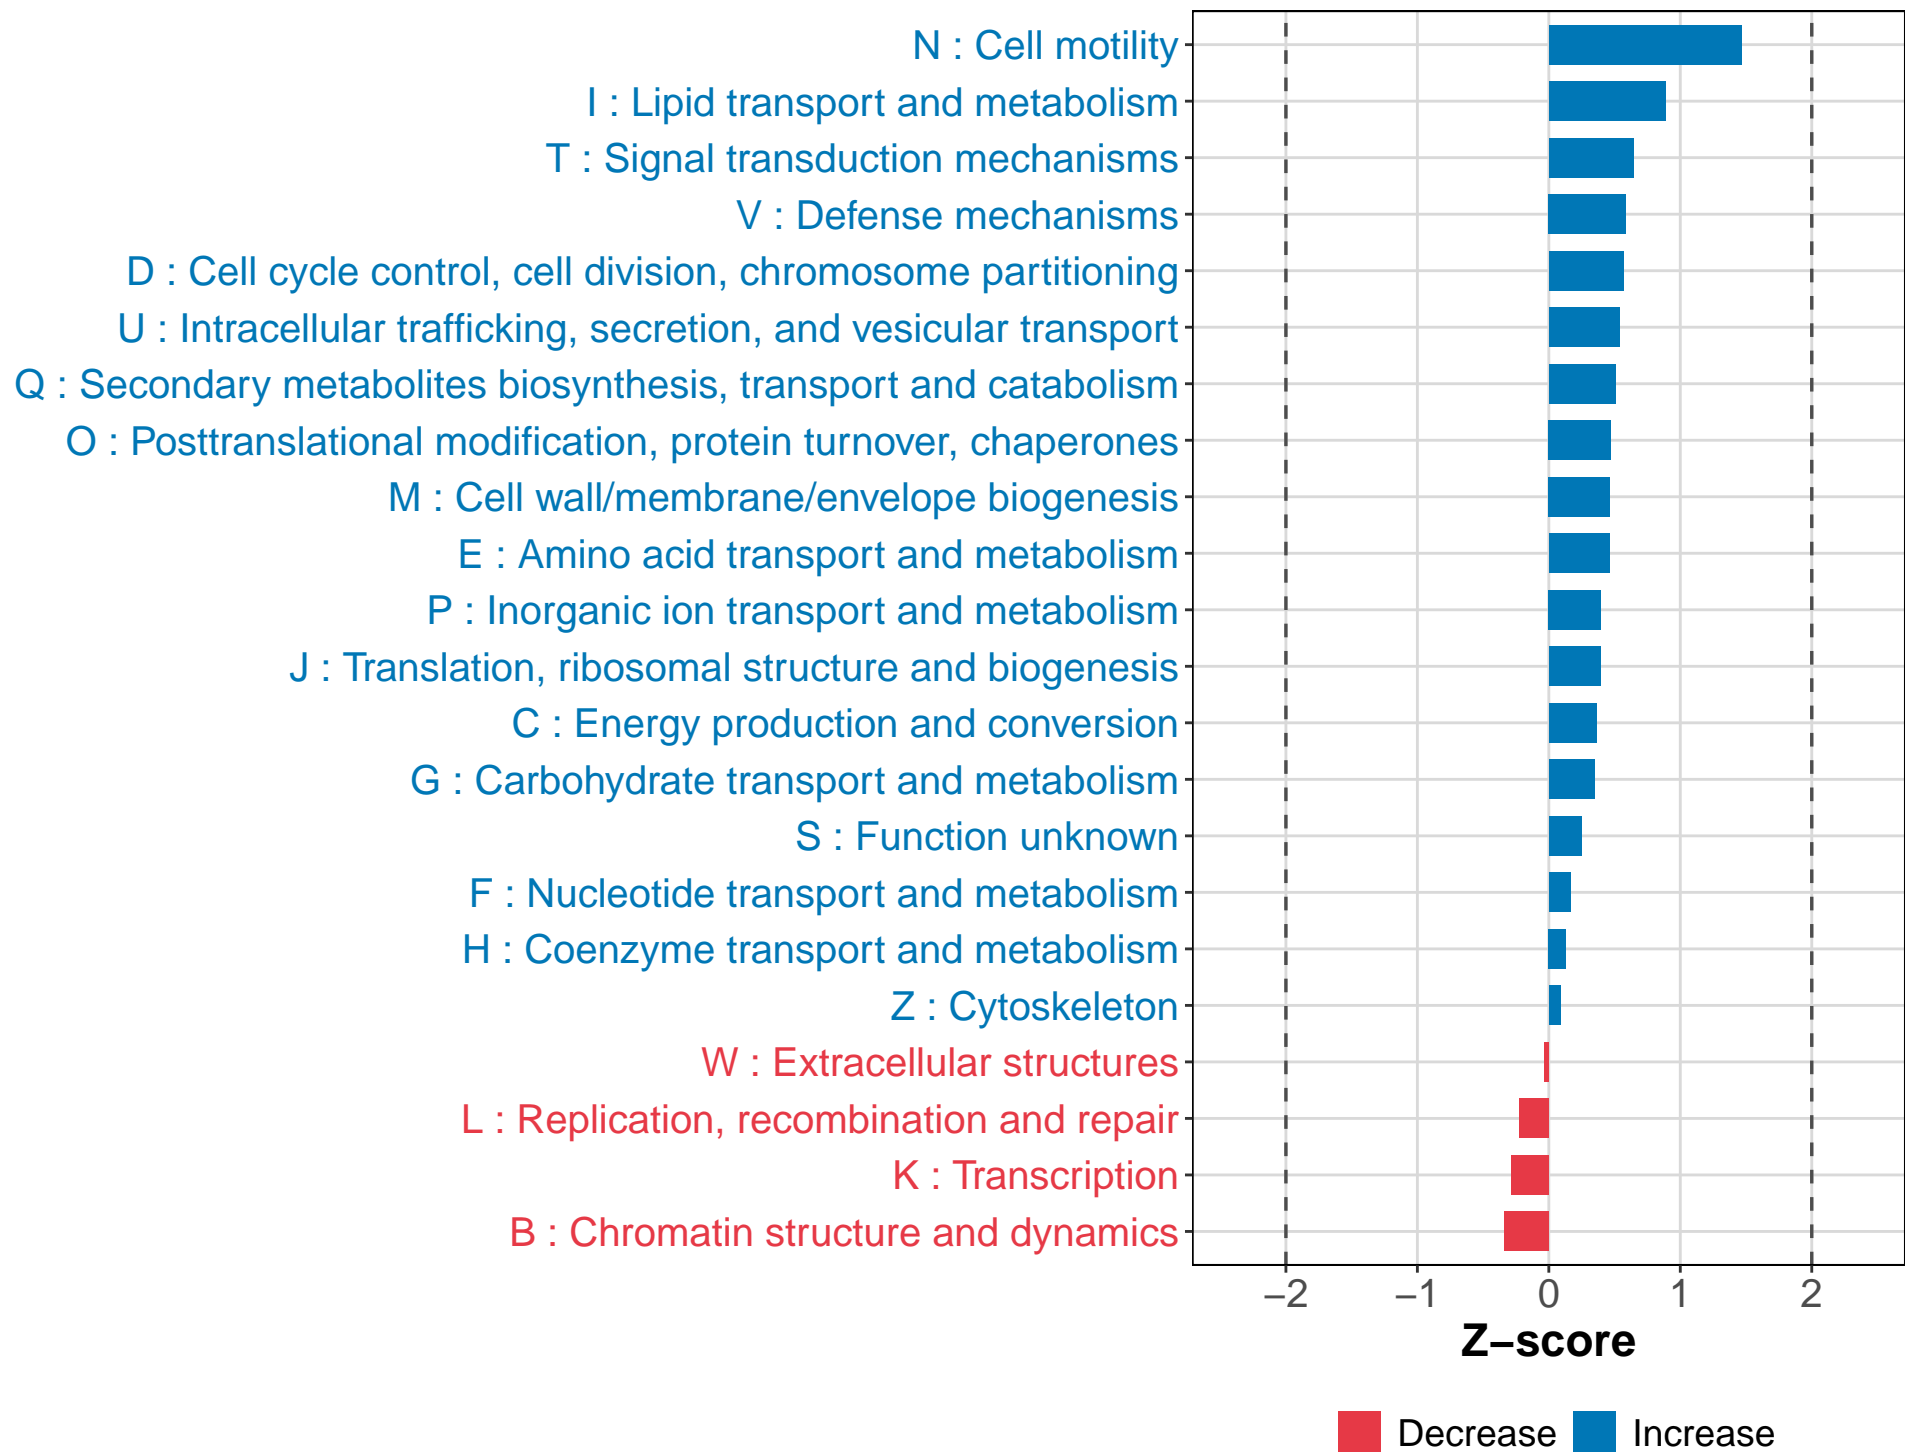 N : Cell motility
I : Lipid transport and metabolism
T : Signal transduction mechanisms
V : Defense mechanisms
D : Cell cycle control, cell division, chromosome partitioning
U : Intracellular trafficking, secretion, and vesicular transport
Q : Secondary metabolites biosynthesis, transport and catabolism
O : Posttranslational modification, protein turnover, chaperones
M : Cell wall/membrane/envelope biogenesis
E : Amino acid transport and metabolism
P : Inorganic ion transport and metabolism
J : Translation, ribosomal structure and biogenesis
C : Energy production and conversion
G : Carbohydrate transport and metabolism
S : Function unknown
F : Nucleotide transport and metabolism
H : Coenzyme transport and metabolism
Z : Cytoskeleton
W : Extracellular structures
L : Replication, recombination and repair
K : Transcription
B : Chromatin structure and dynamics
−2 −1 0 1 2
Z−score
Decrease Increase